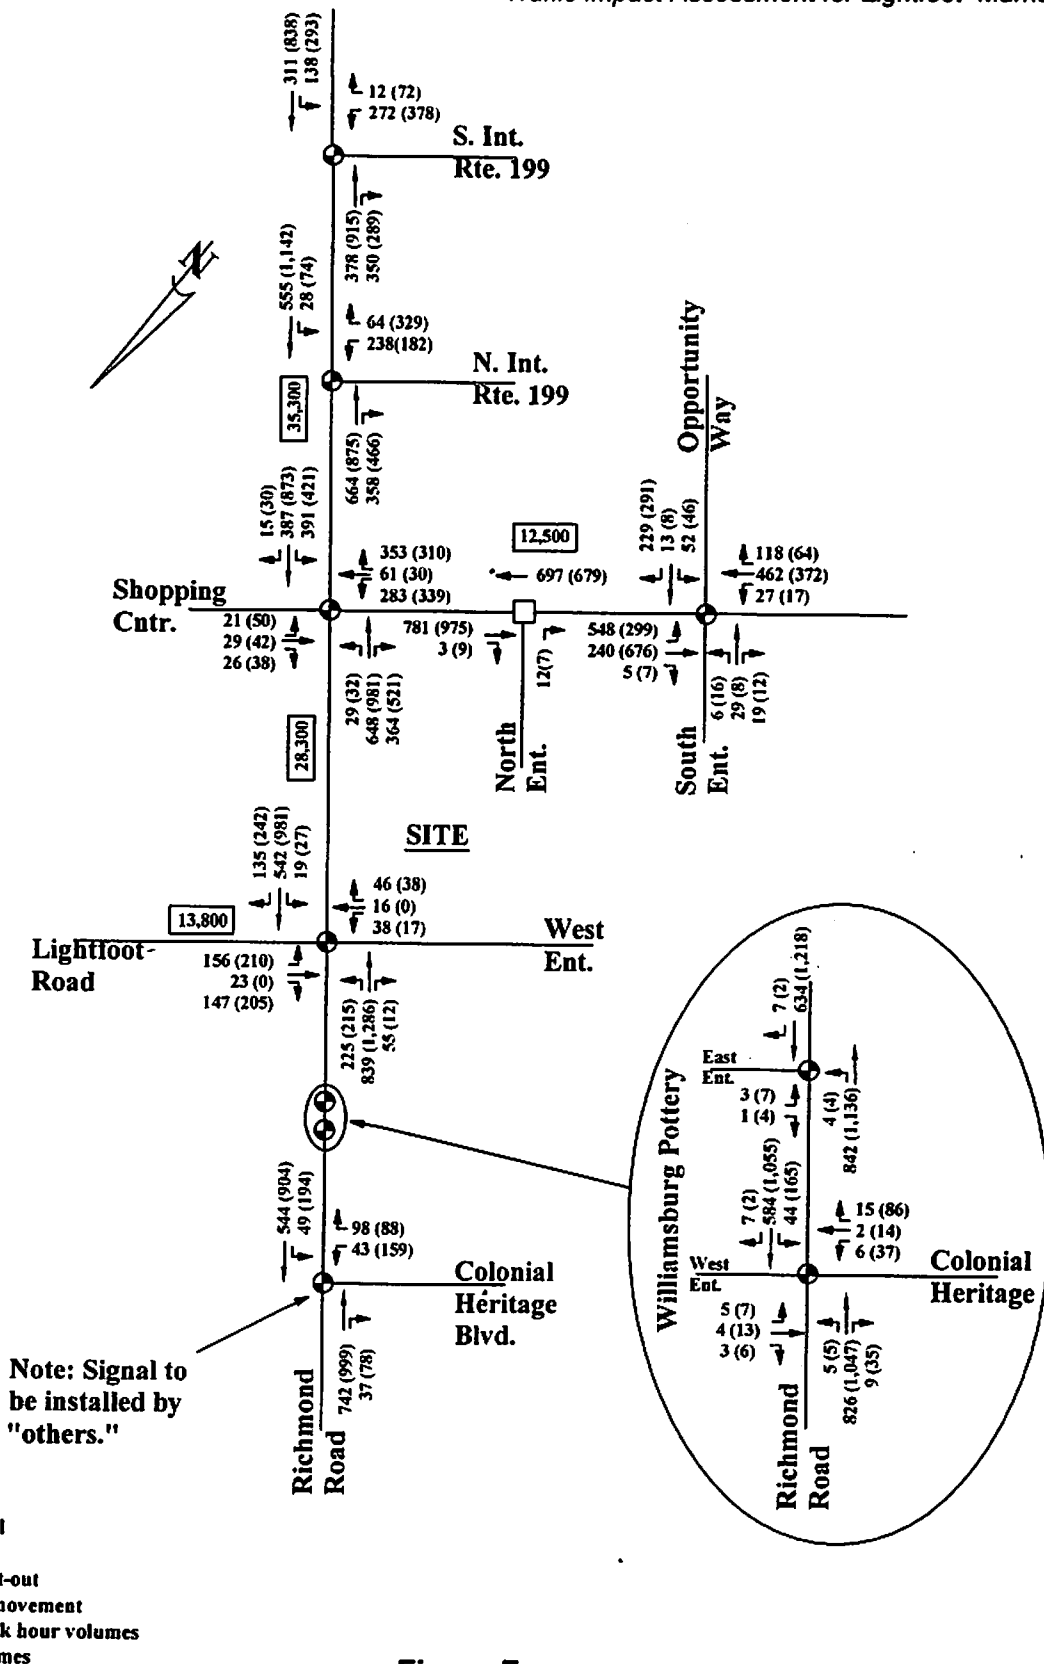 Traffic Impact Assessment for Lightfoot
311 (838)
138 (293)
12 (72)
272 (378)
S. Int.
Rte. 199
378 (915)
350 (289)
N
555 (1,142)
28 (74)
64 (329)
238(182)
N. Int.
Rte. 199
35,300
664 (875)
358 (466)
Opportunity
Way
15 (30)
387 (873)
391 (421)
353 (310)
61 (30)
283 (339)
12,500
697 (679)
229 (291)
13 (8)
52 (46)
118 (64)
462 (372)
27 (17)
Shopping
Cntr.
21 (50)
29 (42)
26 (38)
29 (32)
648 (981)
364 (521)
781 (975)
3 (9)
12(7)
548 (299)
240 (676)
5 (7)
6 (16)
29 (8)
19 (12)
North
Ent.
South
Ent.
28,300
SITE
135 (242)
542 (981)
19 (27)
46 (38)
16 (0)
38 (17)
13,800
Lightfoot
Road
West
Ent.
156 (210)
23 (0)
147 (205)
225 (215)
839 (1,286)
55 (12)
7 (2)
634 (1,218)
East
Ent.
3 (7)
1 (4)
4 (4)
842 (1,136)
Williamsburg Pottery
7 (2)
584 (1,055)
44 (165)
15 (86)
2 (14)
6 (37)
West
Ent.
Colonial
Heritage
5 (7)
4 (13)
3 (6)
5 (5)
826 (1,047)
9 (35)
Richmond
Road
544 (904)
49 (194)
98 (88)
43 (159)
Colonial
Heritage
Blvd.
742 (999)
37 (78)
Note: Signal to
be installed by
"others."
Richmond
Road
t-out
movement
k hour volumes
mes